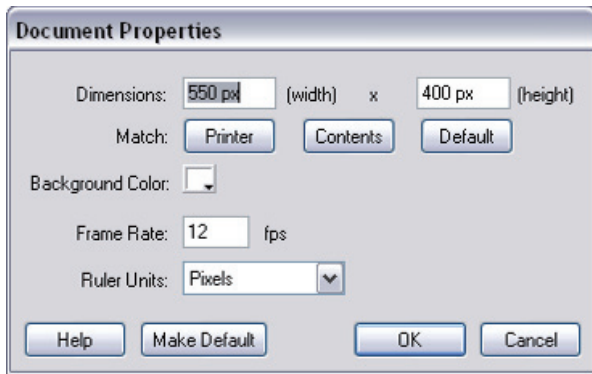 Document Properties
Dimensions: 550 px (width) x 400 px (height)
Match: Printer Contents Default
Background Color:
Frame Rate: 12 fps
Ruler Units: Pixels
Help Make Default OK Cancel